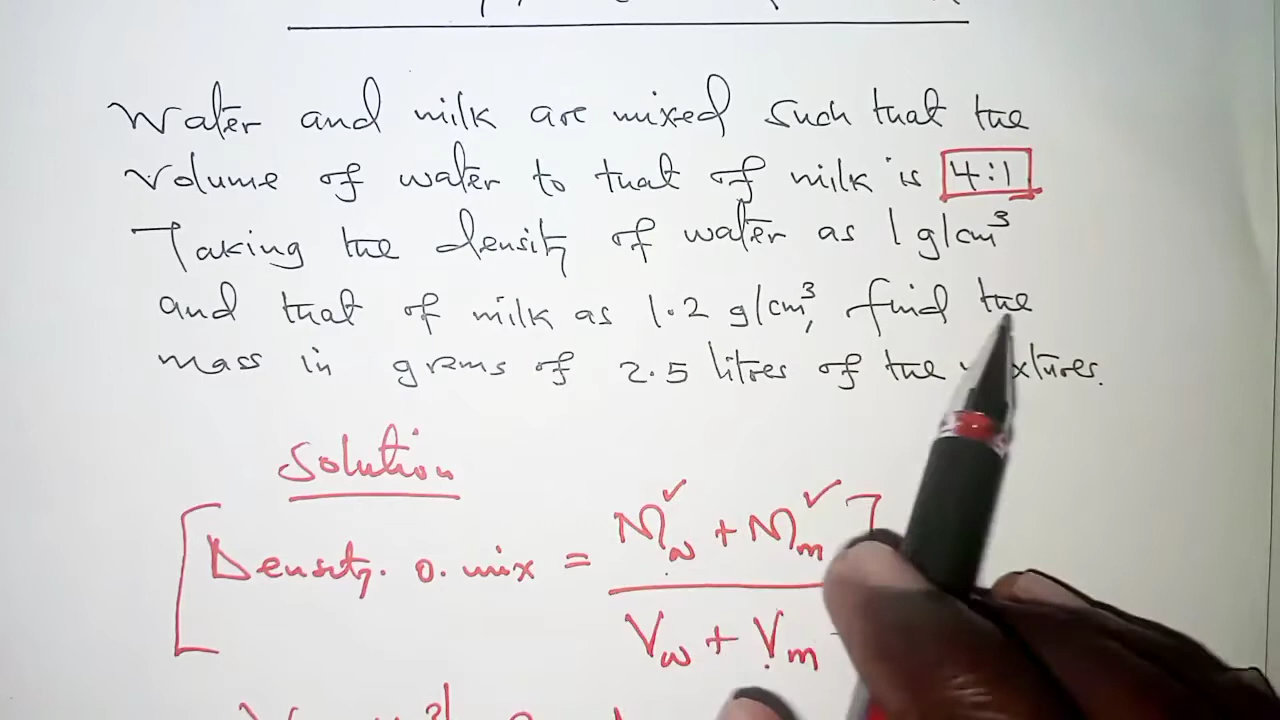 Water and milk are mixed such that the
volume of water to that of milk is 4:1
Taking the density of water as 1 g/cm³
and that of milk as 1.2 g/cm³, find the
mass in grams of 2.5 litres of the
Solution
Density. o. mix = Mw + Mm
Vw + Vm